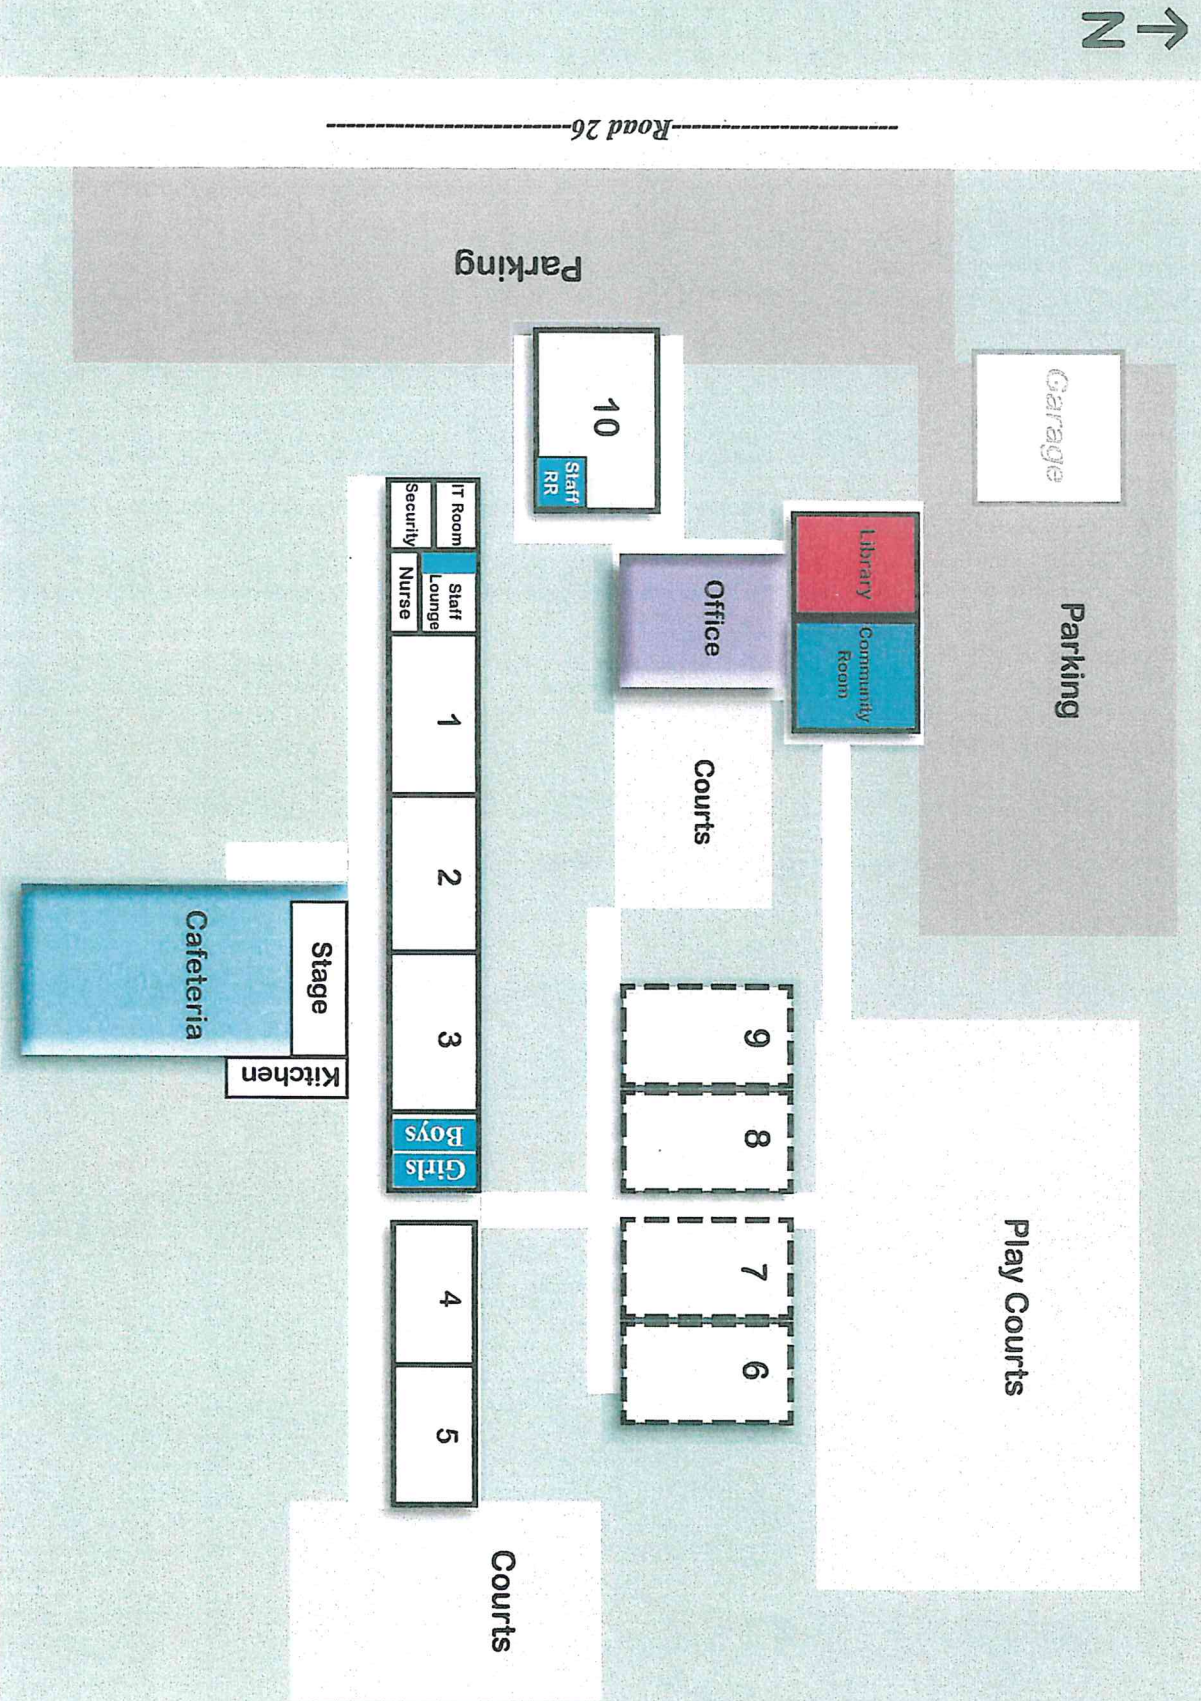 N
Road 26
Parking
Garage
Parking
Play Courts
Library
Community
Room
Office
Courts
9
8
7
6
10
Staff
RR
IT Room
Security
Staff
Lounge
Nurse
1
2
3
Boys
Girls
4
5
Courts
Stage
Kitchen
Cafeteria